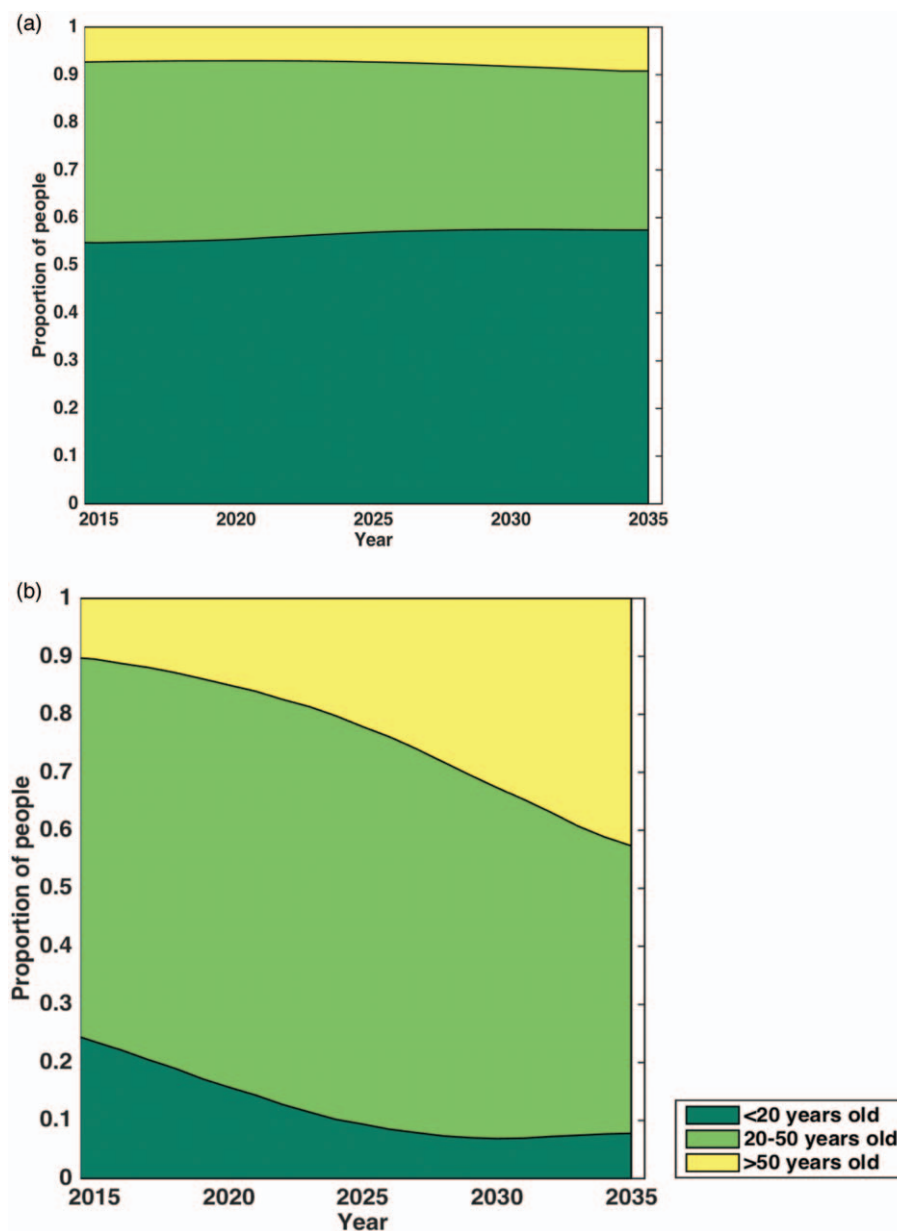 (a)
1
0.9
0.8
0.7
0.6
0.5
0.4
0.3
0.2
0.1
0
Proportion of people
2015 2020 2025 2030 2035
Year
(b)
1
0.9
0.8
0.7
0.6
0.5
0.4
0.3
0.2
0.1
0
Proportion of people
2015 2020 2025 2030 2035
Year
<20 years old
20-50 years old
>50 years old